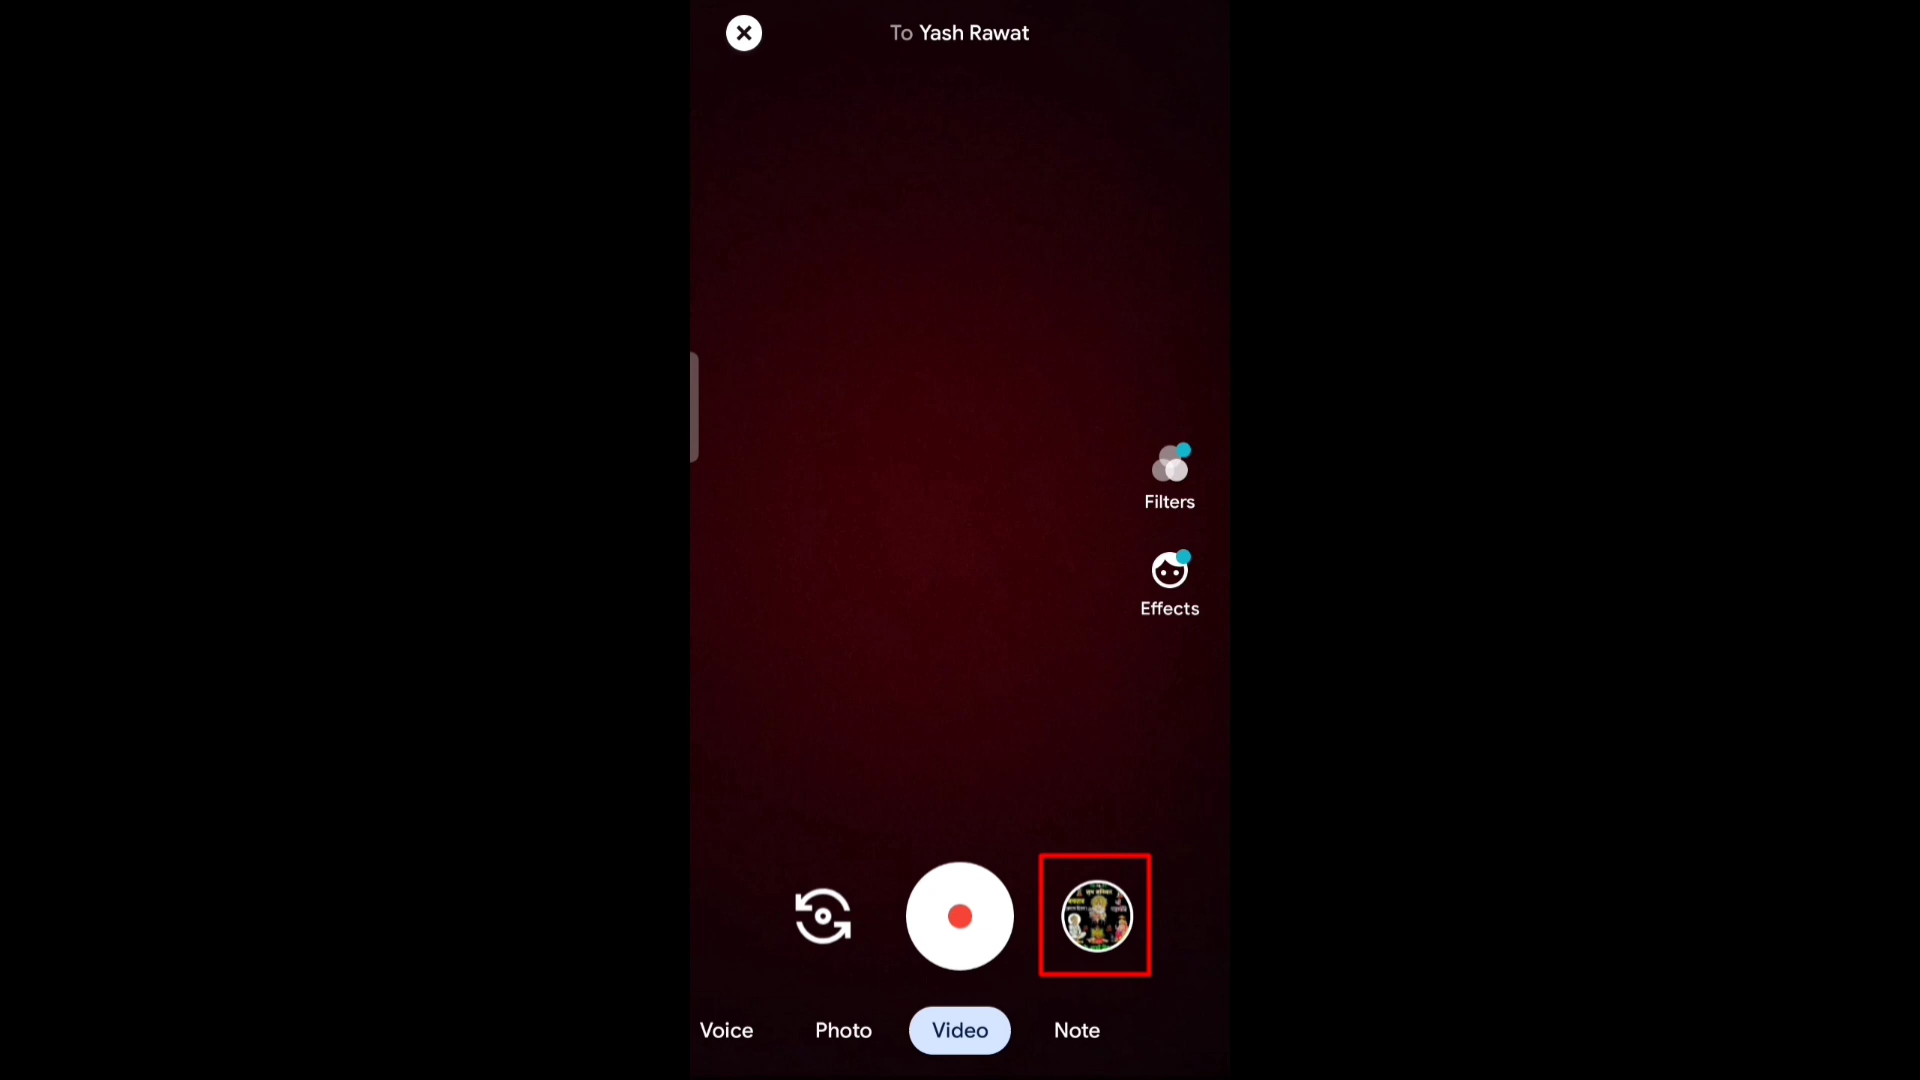 To Yash Rawat
Filters
Effects
Voice
Photo
Video
Note